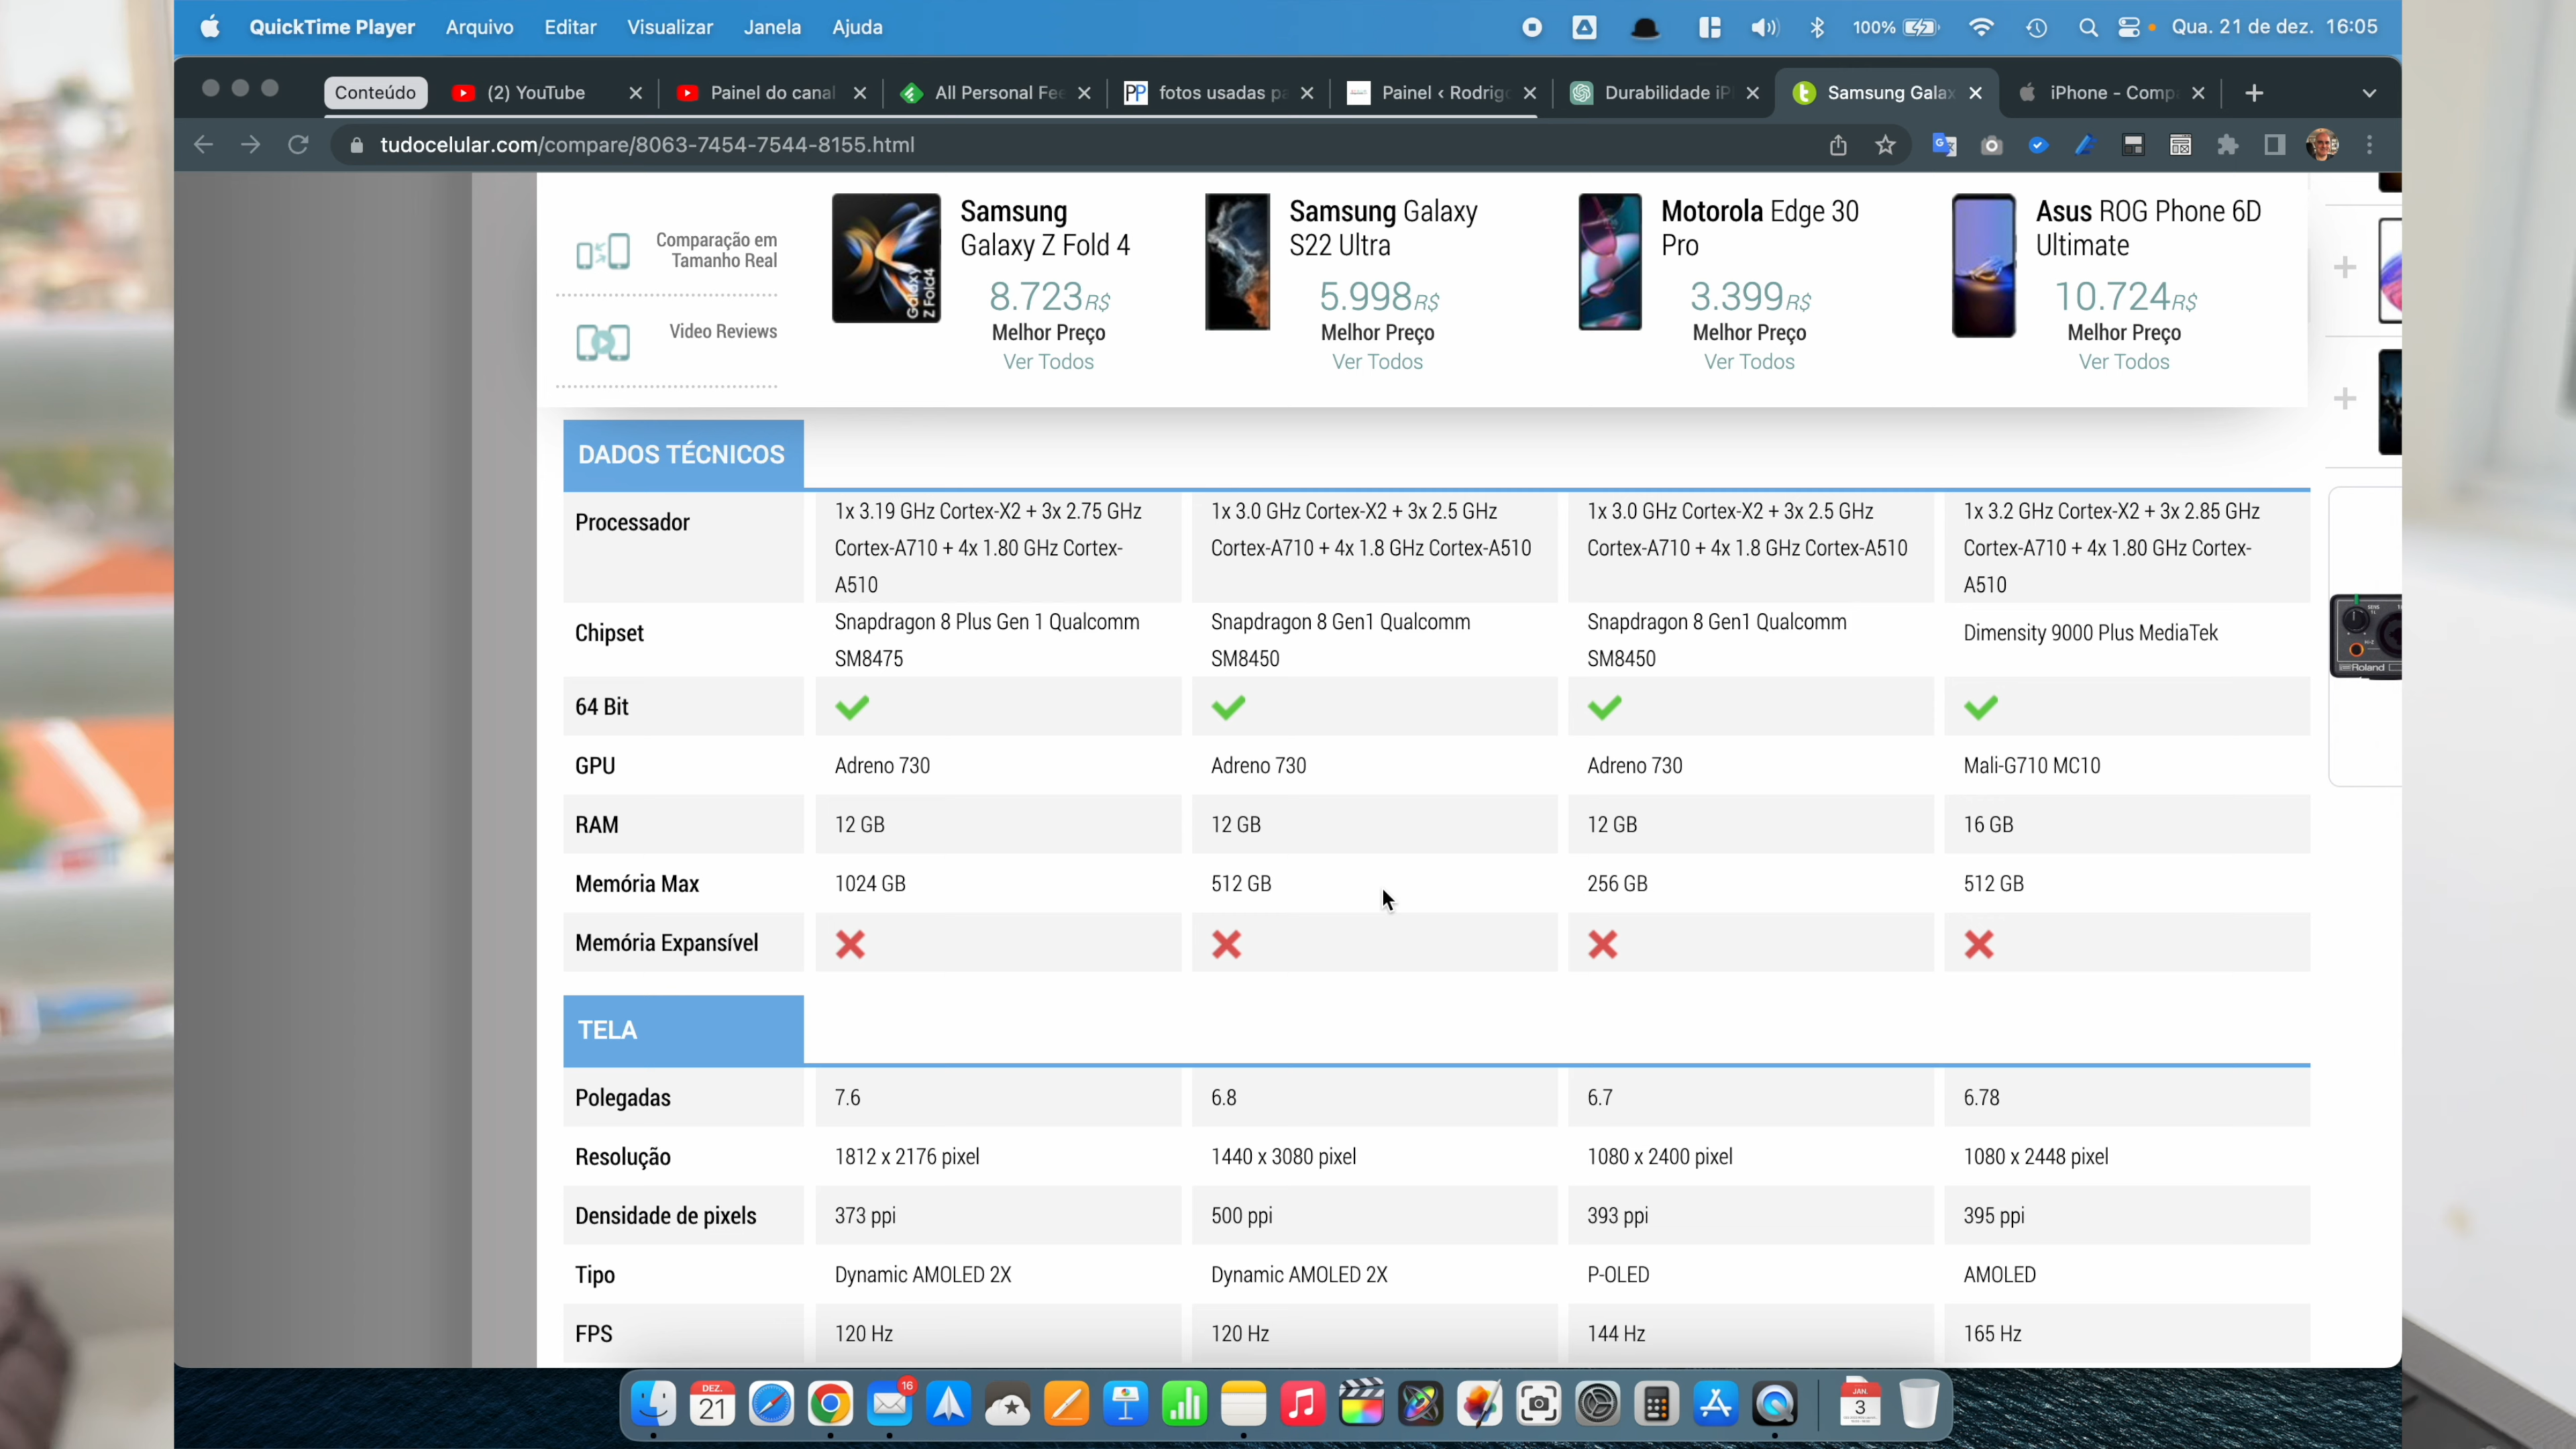 QuickTime Player Arquivo Editar Visualizar Janela Ajuda 100% Qua. 21 de dez. 16:05
Conteúdo (2) YouTube Painel do canal All Personal Fee fotos usadas pa Painel ‹ Rodrigo Durabilidade iP Samsung Galax iPhone - Comp
tudocelular.com/compare/8063-7454-7544-8155.html
Comparação em
Tamanho Real
Video Reviews
Galaxy
Z Fold4
Samsung
Galaxy Z Fold 4
8.723R$
Melhor Preço
Ver Todos
Samsung Galaxy
S22 Ultra
5.998R$
Melhor Preço
Ver Todos
Motorola Edge 30
Pro
3.399R$
Melhor Preço
Ver Todos
Asus ROG Phone 6D
Ultimate
10.724R$
Melhor Preço
Ver Todos
DADOS TÉCNICOS
Processador
1x 3.19 GHz Cortex-X2 + 3x 2.75 GHz
Cortex-A710 + 4x 1.80 GHz Cortex-
A510
1x 3.0 GHz Cortex-X2 + 3x 2.5 GHz
Cortex-A710 + 4x 1.8 GHz Cortex-A510
1x 3.0 GHz Cortex-X2 + 3x 2.5 GHz
Cortex-A710 + 4x 1.8 GHz Cortex-A510
1x 3.2 GHz Cortex-X2 + 3x 2.85 GHz
Cortex-A710 + 4x 1.80 GHz Cortex-
A510
Chipset
Snapdragon 8 Plus Gen 1 Qualcomm
SM8475
Snapdragon 8 Gen1 Qualcomm
SM8450
Snapdragon 8 Gen1 Qualcomm
SM8450
Dimensity 9000 Plus MediaTek
64 Bit
GPU Adreno 730 Adreno 730 Adreno 730 Mali-G710 MC10
RAM 12 GB 12 GB 12 GB 16 GB
Memória Max 1024 GB 512 GB 256 GB 512 GB
Memória Expansível
Roland
TELA
Polegadas 7.6 6.8 6.7 6.78
Resolução 1812 x 2176 pixel 1440 x 3080 pixel 1080 x 2400 pixel 1080 x 2448 pixel
Densidade de pixels 373 ppi 500 ppi 393 ppi 395 ppi
Tipo Dynamic AMOLED 2X Dynamic AMOLED 2X P-OLED AMOLED
FPS 120 Hz 120 Hz 144 Hz 165 Hz
DEZ.
21
16
JAN.
3